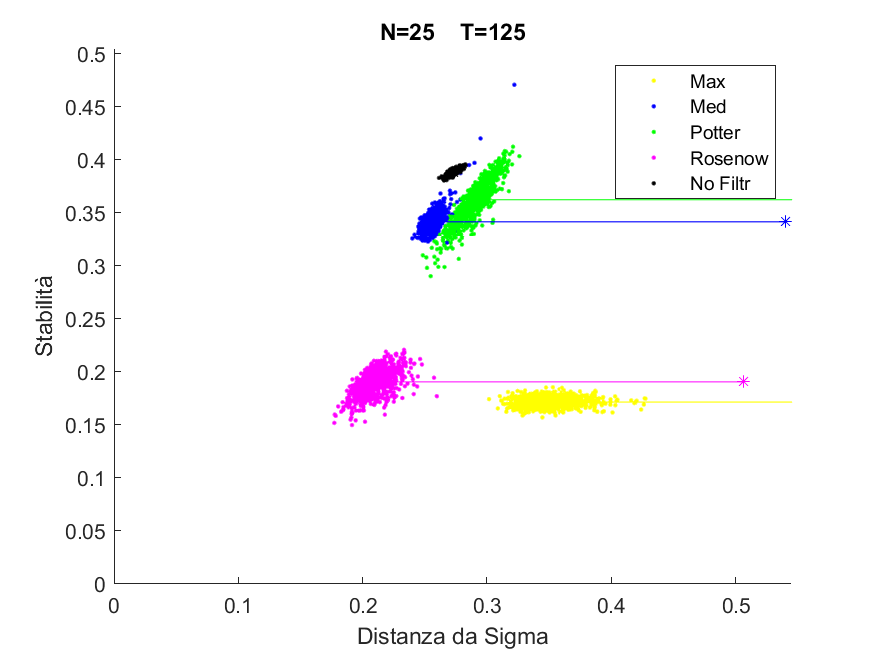 N=25 T=125
0.5
0.45
0.4
0.35
0.3
0.25
0.2
0.15
0.1
0.05
0
Stabilità
Max
Med
Potter
Rosenow
No Filtr
0 0.1 0.2 0.3 0.4 0.5
Distanza da Sigma